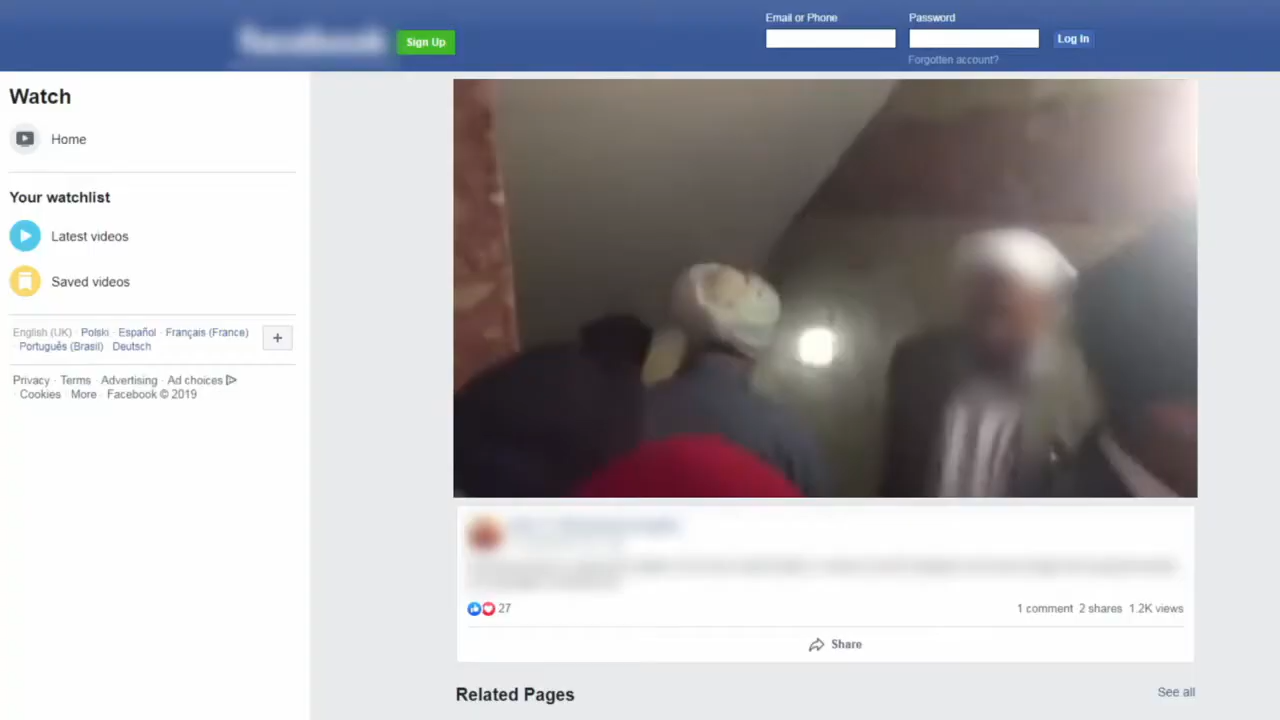 Sign Up
Email or Phone
Password
Log In
Forgotten account?
Watch
Home
Your watchlist
Latest videos
Saved videos
English (UK) · Polski · Español · Français (France)
· Português (Brasil) Deutsch
+
Privacy · Terms · Advertising · Ad choices
· Cookies · More · Facebook © 2019
27
1 comment 2 shares 1.2K views
Share
Related Pages
See all